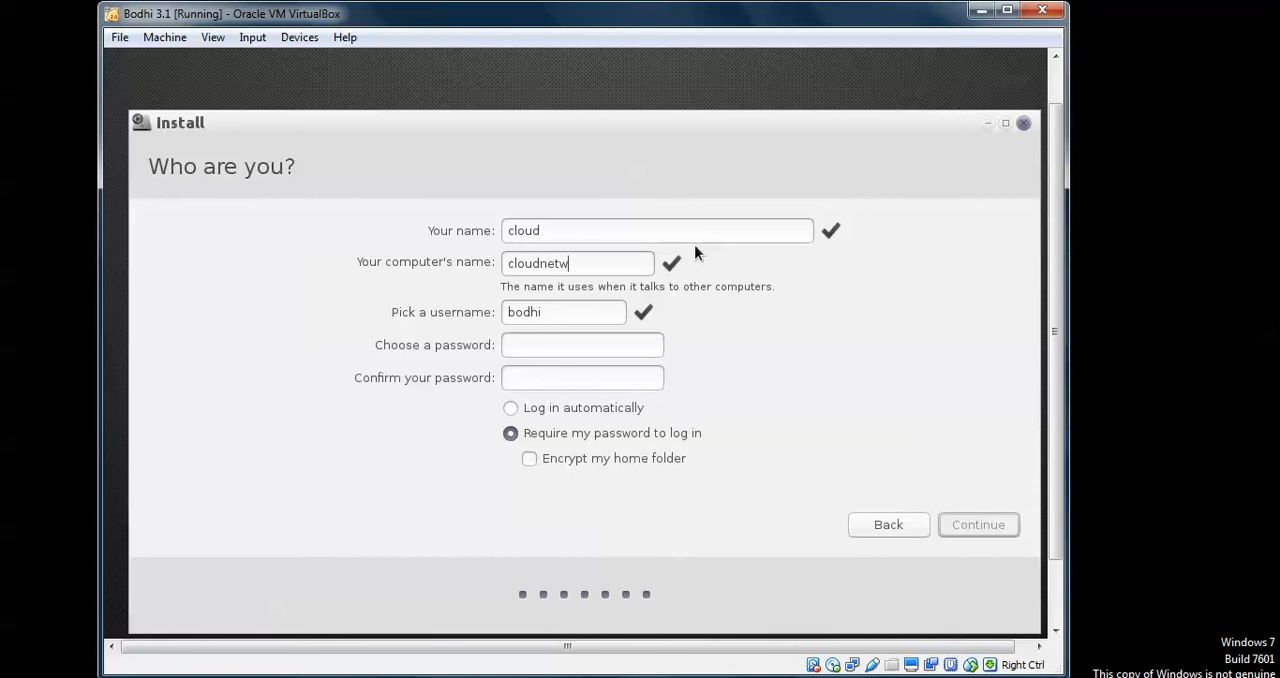 Bodhi 3.1 [Running] - Oracle VM VirtualBox
File Machine View Input Devices Help
Install
Who are you?
Your name: cloud
Your computer's name: cloudnetw
The name it uses when it talks to other computers.
Pick a username: bodhi
Choose a password:
Confirm your password:
Log in automatically
Require my password to log in
Encrypt my home folder
Back Continue
Right Ctrl
Windows 7
Build 7601
This copy of Windows is not genuine